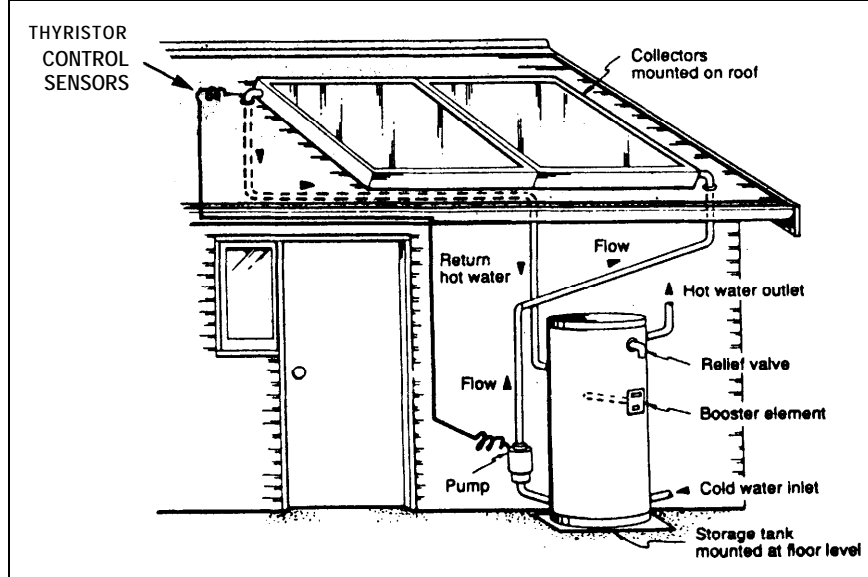 THYRISTOR
CONTROL
SENSORS
Collectors
mounted on roof
Flow
Return
hot water
Hot water outlet
Relief valve
Flow
Booster element
Pump
Cold water inlet
Storage tank
mounted at floor level